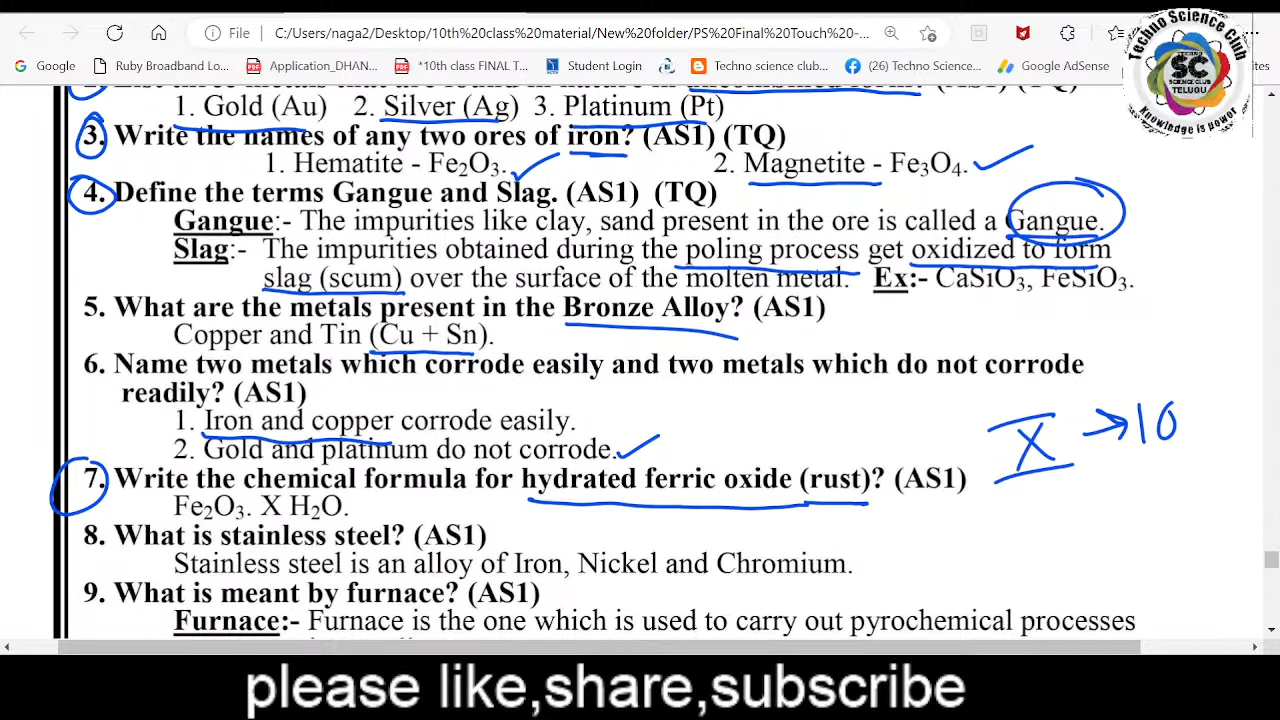 File
Users/naga2/Desktop/10th%20class%20material/New%20folder/PS%20Final%20Touch%20-...
Google
Ruby Broadband Lo...
Application_DHAN...
*10th class FINAL T...
Student Login
Techno science club...
(26) Techno Science...
Google AdSense
Techno Science Club
TECHNO
SC
SCIENCE CLUB
TELUGU
Knowledge is power
1. Gold (Au) 2. Silver (Ag) 3. Platinum (Pt)
3. Write the names of any two ores of iron? (AS1) (TQ)
1. Hematite - Fe₂O₃. 2. Magnetite - Fe₃O₄.
4. Define the terms Gangue and Slag. (AS1) (TQ)
Gangue:- The impurities like clay, sand present in the ore is called a Gangue.
Slag:- The impurities obtained during the poling process get oxidized to form
slag (scum) over the surface of the molten metal. Ex:- CaSiO₃, FeSiO₃.
5. What are the metals present in the Bronze Alloy? (AS1)
Copper and Tin (Cu + Sn).
6. Name two metals which corrode easily and two metals which do not corrode
readily? (AS1)
1. Iron and copper corrode easily.
2. Gold and platinum do not corrode.
X → 10
7. Write the chemical formula for hydrated ferric oxide (rust)? (AS1)
Fe₂O₃. X H₂O.
8. What is stainless steel? (AS1)
Stainless steel is an alloy of Iron, Nickel and Chromium.
9. What is meant by furnace? (AS1)
Furnace:- Furnace is the one which is used to carry out pyrochemical processes
please like,share,subscribe